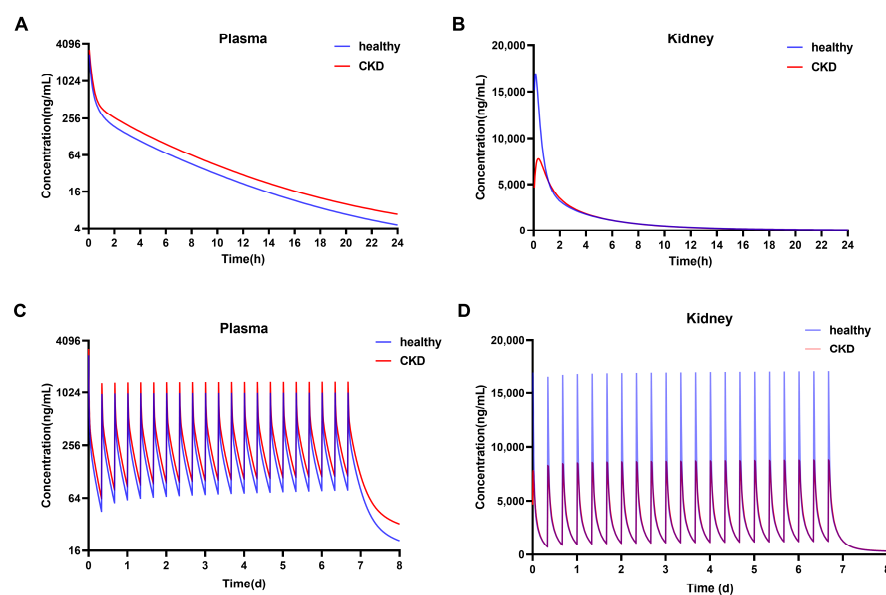 A
Plasma
healthy
CKD
Concentration(ng/mL)
4096
1024
256
64
16
4
0 2 4 6 8 10 12 14 16 18 20 22 24
Time(h)
B
Kidney
healthy
CKD
Concentration(ng/mL)
20,000
15,000
10,000
5,000
0
0 2 4 6 8 10 12 14 16 18 20 22 24
Time(h)
C
Plasma
healthy
CKD
Concentration(ng/mL)
4096
1024
256
64
16
0 1 2 3 4 5 6 7 8
Time(d)
D
Kidney
healthy
CKD
Concentration(ng/mL)
20,000
15,000
10,000
5,000
0
0 1 2 3 4 5 6 7 8
Time (d)